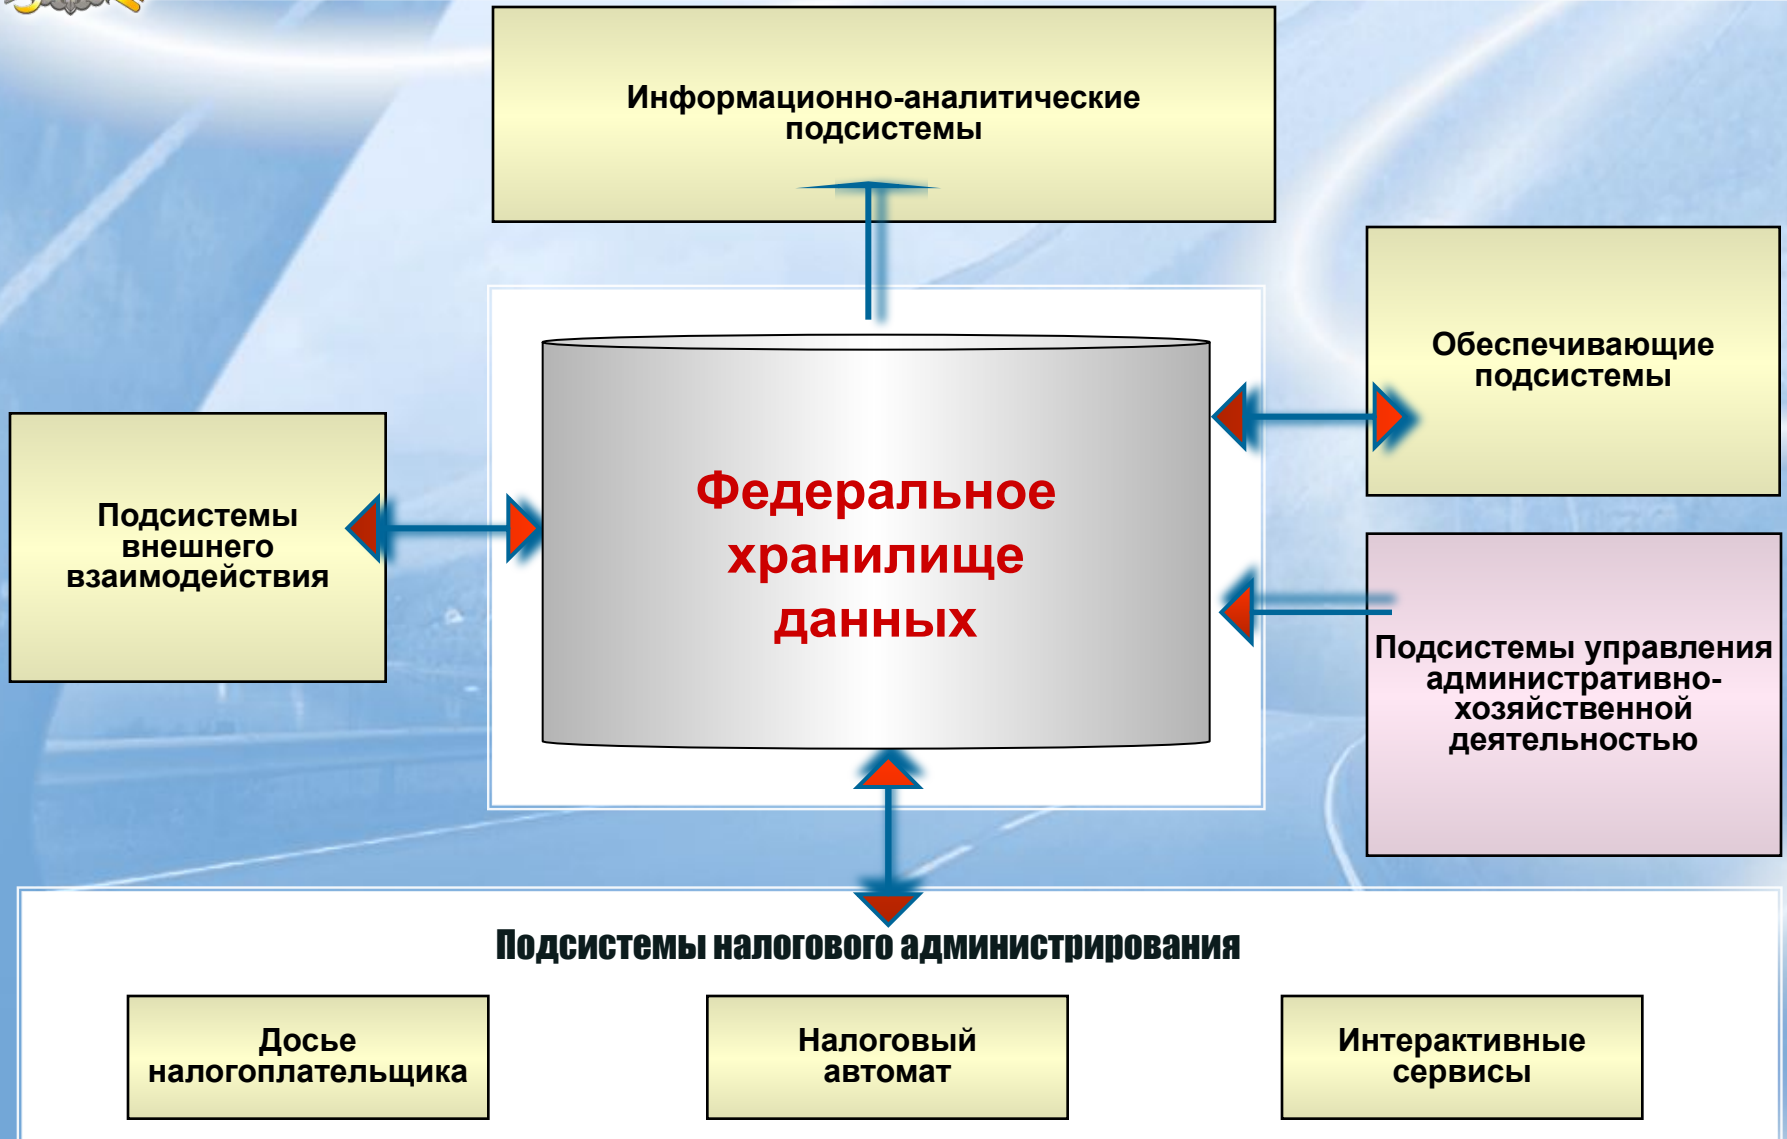 Информационно-аналитические
подсистемы
Обеспечивающие
подсистемы
Подсистемы
внешнего
взаимодействия
Федеральное
хранилище
данных
Подсистемы управления
административно-
хозяйственной
деятельностью
Подсистемы налогового администрирования
Досье
налогоплательщика
Налоговый
автомат
Интерактивные
сервисы